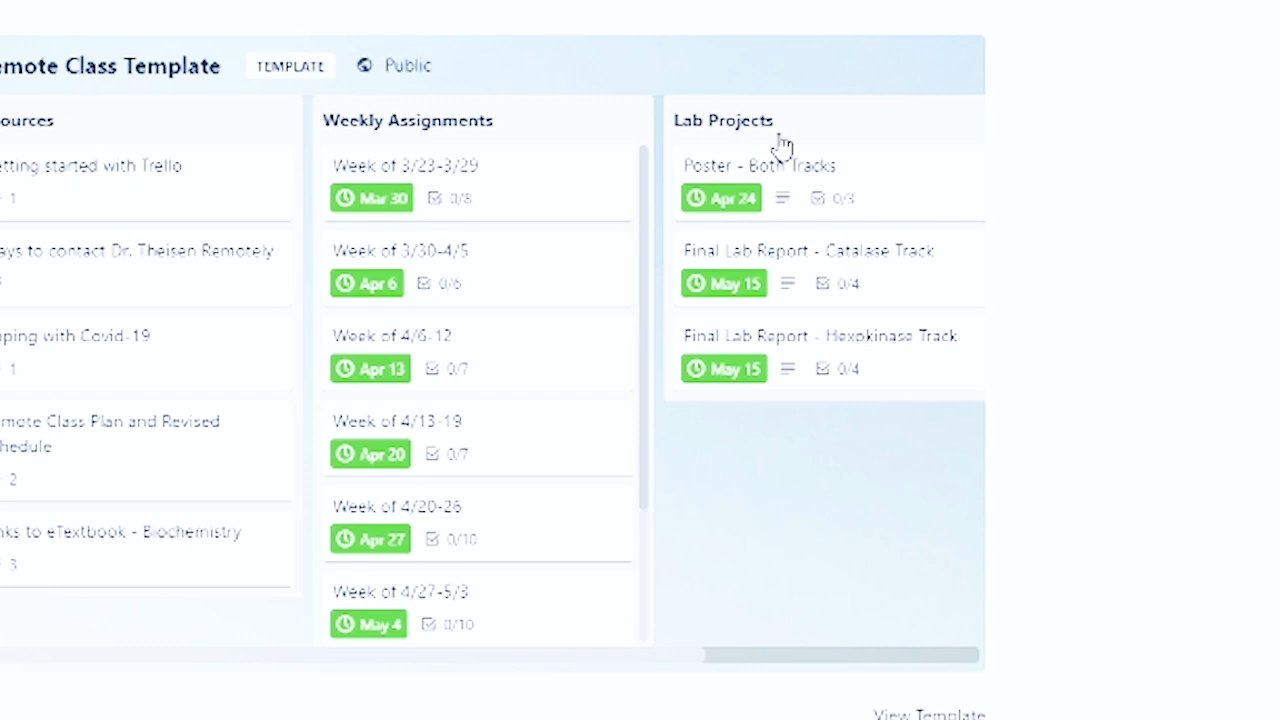 emote Class Template TEMPLATE Public
ources
etting started with Trello
1
ays to contact Dr. Theisen Remotely
ping with Covid-19
1
mote Class Plan and Revised
hedule
2
nks to eTextbook - Biochemistry
3
Weekly Assignments
Week of 3/23-3/29
Mar 30 0/8
Week of 3/30-4/5
Apr 6 0/6
Week of 4/6-12
Apr 13 0/7
Week of 4/13-19
Apr 20 0/7
Week of 4/20-26
Apr 27 0/10
Week of 4/27-5/3
May 4 0/10
Lab Projects
Poster - Both Tracks
Apr 24 0/3
Final Lab Report - Catalase Track
May 15 0/4
Final Lab Report - Hexokinase Track
May 15 0/4
View Template